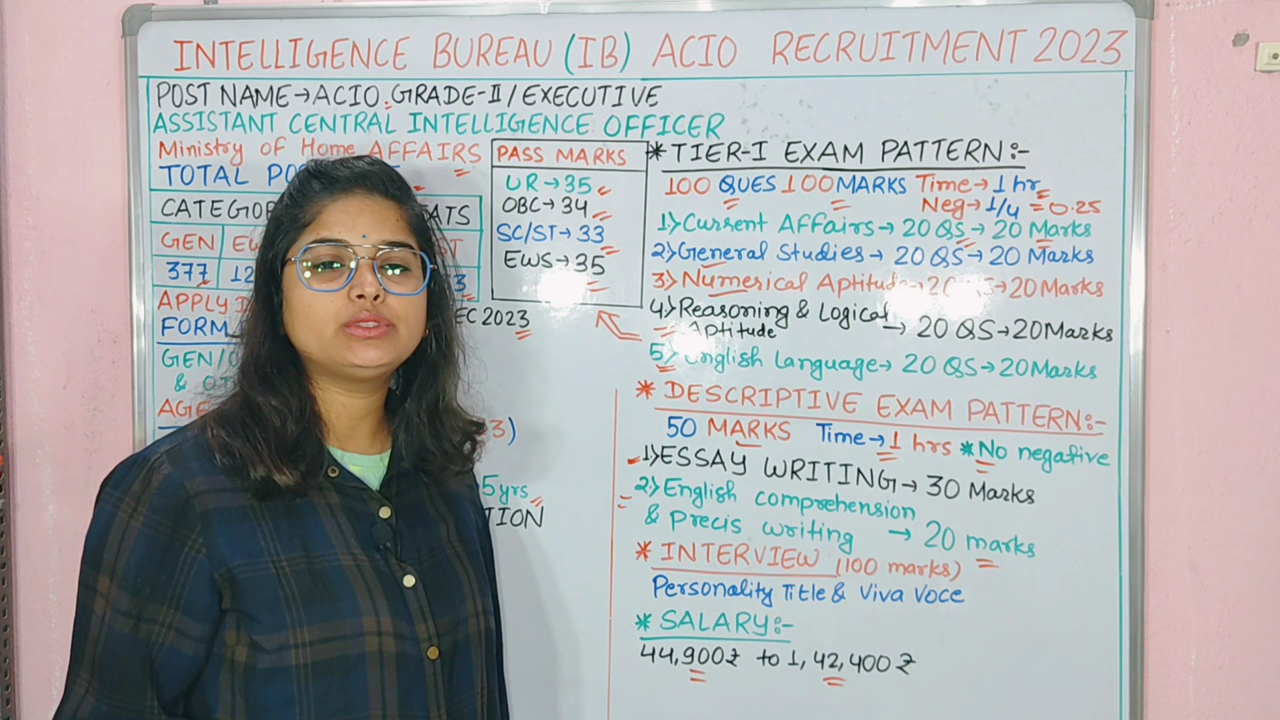 INTELLIGENCE BUREAU (IB) ACIO RECRUITMENT 2023
POST NAME→ACIO. GRADE-II/EXECUTIVE
ASSISTANT CENTRAL INTELLIGENCE OFFICER
Ministry of Home AFFAIRS
TOTAL
GEN
377 12
APPLY
FORM
EC 2023
GEN/
&
AGE
3)
5yrs
TION
PASS MARKS
UR→35
OBC→34
SC/ST→33
EWS→35
*TIER-I EXAM PATTERN:-
100 QUES 100 MARKS Time→1 hr
Neg→1/4 =0.25
1>Current Affairs→20 QS→20 Marks
2>General Studies→ 20 QS→20 Marks
3>Numerical Aptitude→20 QS→20 Marks
4>Reasoning & Logical
Aptitude → 20 QS→20 Marks
5> English Language→ 20 QS→20 Marks
* DESCRIPTIVE EXAM PATTERN:-
50 MARKS Time→1 hrs *No negative
1>ESSAY WRITING→30 Marks
2>English comprehension
& Precis writing → 20 marks
* INTERVIEW (100 marks)
Personality Title & Viva Voce
* SALARY:-
44,900₹ to 1,42,400₹